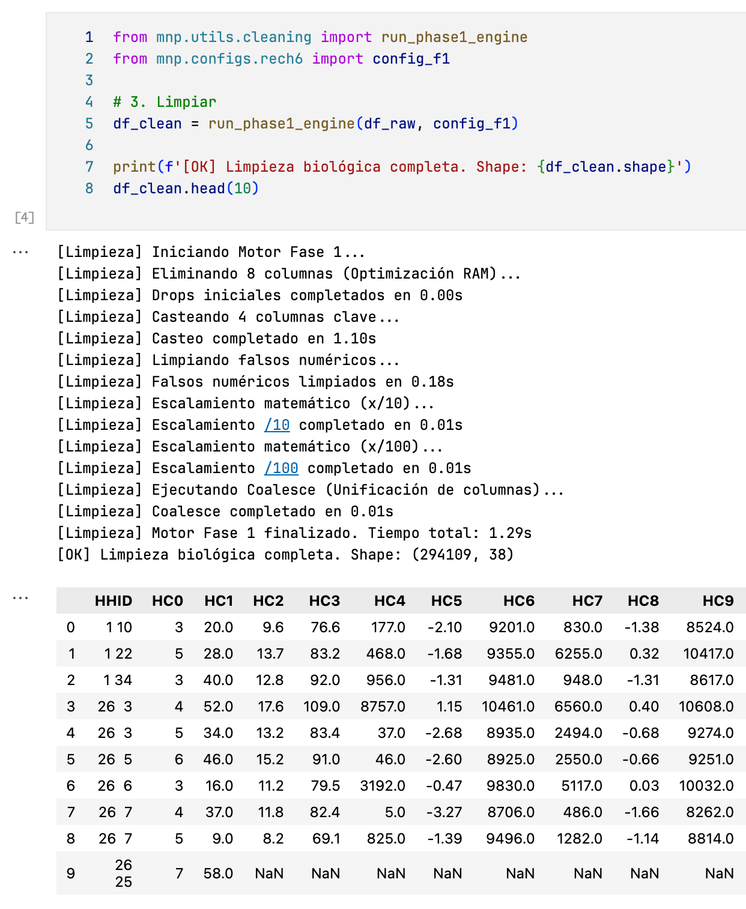 1 from mnp.utils.cleaning import run_phase1_engine
2 from mnp.configs.rech6 import config_f1
3
4 # 3. Limpiar
5 df_clean = run_phase1_engine(df_raw, config_f1)
6
7 print(f'[OK] Limpieza biológica completa. Shape: {df_clean.shape}')
8 df_clean.head(10)
[4]
... [Limpieza] Iniciando Motor Fase 1...
[Limpieza] Eliminando 8 columnas (Optimización RAM)...
[Limpieza] Drops iniciales completados en 0.00s
[Limpieza] Casteando 4 columnas clave...
[Limpieza] Casteo completado en 1.10s
[Limpieza] Limpiando falsos numéricos...
[Limpieza] Falsos numéricos limpiados en 0.18s
[Limpieza] Escalamiento matemático (x/10)...
[Limpieza] Escalamiento /10 completado en 0.01s
[Limpieza] Escalamiento matemático (x/100)...
[Limpieza] Escalamiento /100 completado en 0.01s
[Limpieza] Ejecutando Coalesce (Unificación de columnas)...
[Limpieza] Coalesce completado en 0.01s
[Limpieza] Motor Fase 1 finalizado. Tiempo total: 1.29s
[OK] Limpieza biológica completa. Shape: (294109, 38)
... HHID HC0 HC1 HC2 HC3 HC4 HC5 HC6 HC7 HC8 HC9
0 1 10 3 20.0 9.6 76.6 177.0 -2.10 9201.0 830.0 -1.38 8524.0
1 1 22 5 28.0 13.7 83.2 468.0 -1.68 9355.0 6255.0 0.32 10417.0
2 1 34 3 40.0 12.8 92.0 956.0 -1.31 9481.0 948.0 -1.31 8617.0
3 26 3 4 52.0 17.6 109.0 8757.0 1.15 10461.0 6560.0 0.40 10608.0
4 26 3 5 34.0 13.2 83.4 37.0 -2.68 8935.0 2494.0 -0.68 9274.0
5 26 5 6 46.0 15.2 91.0 46.0 -2.60 8925.0 2550.0 -0.66 9251.0
6 26 6 3 16.0 11.2 79.5 3192.0 -0.47 9830.0 5117.0 0.03 10032.0
7 26 7 4 37.0 11.8 82.4 5.0 -3.27 8706.0 486.0 -1.66 8262.0
8 26 7 5 9.0 8.2 69.1 825.0 -1.39 9496.0 1282.0 -1.14 8814.0
9 26 25 7 58.0 NaN NaN NaN NaN NaN NaN NaN NaN